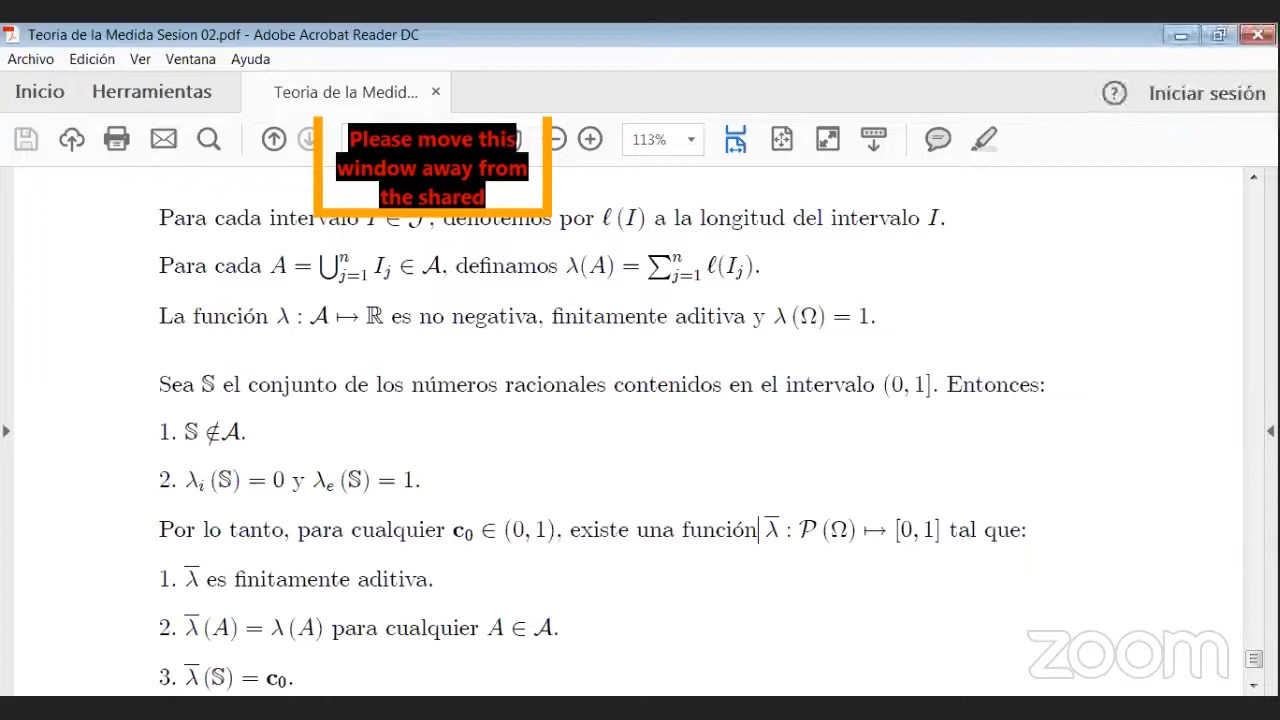 Teoria de la Medida Sesion 02.pdf - Adobe Acrobat Reader DC
Archivo Edición Ver Ventana Ayuda
Inicio Herramientas Teoria de la Medid... × Iniciar sesión
113%
Please move this
window away from
the shared
Para cada intervalo I ∈ 𝒥, denotemos por ℓ (I) a la longitud del intervalo I.
Para cada A = ⋃ⁿⱼ₌₁ Iⱼ ∈ 𝒜, definamos λ(A) = ∑ⁿⱼ₌₁ ℓ(Iⱼ).
La función λ : 𝒜 ↦ ℝ es no negativa, finitamente aditiva y λ (Ω) = 1.
Sea 𝕊 el conjunto de los números racionales contenidos en el intervalo (0, 1]. Entonces:
1. 𝕊 ∉ 𝒜.
2. λᵢ (𝕊) = 0 y λₑ (𝕊) = 1.
Por lo tanto, para cualquier c₀ ∈ (0, 1), existe una función λ̅ : 𝒫 (Ω) ↦ [0, 1] tal que:
1. λ̅ es finitamente aditiva.
2. λ̅ (A) = λ (A) para cualquier A ∈ 𝒜.
3. λ̅ (𝕊) = c₀.
zoom